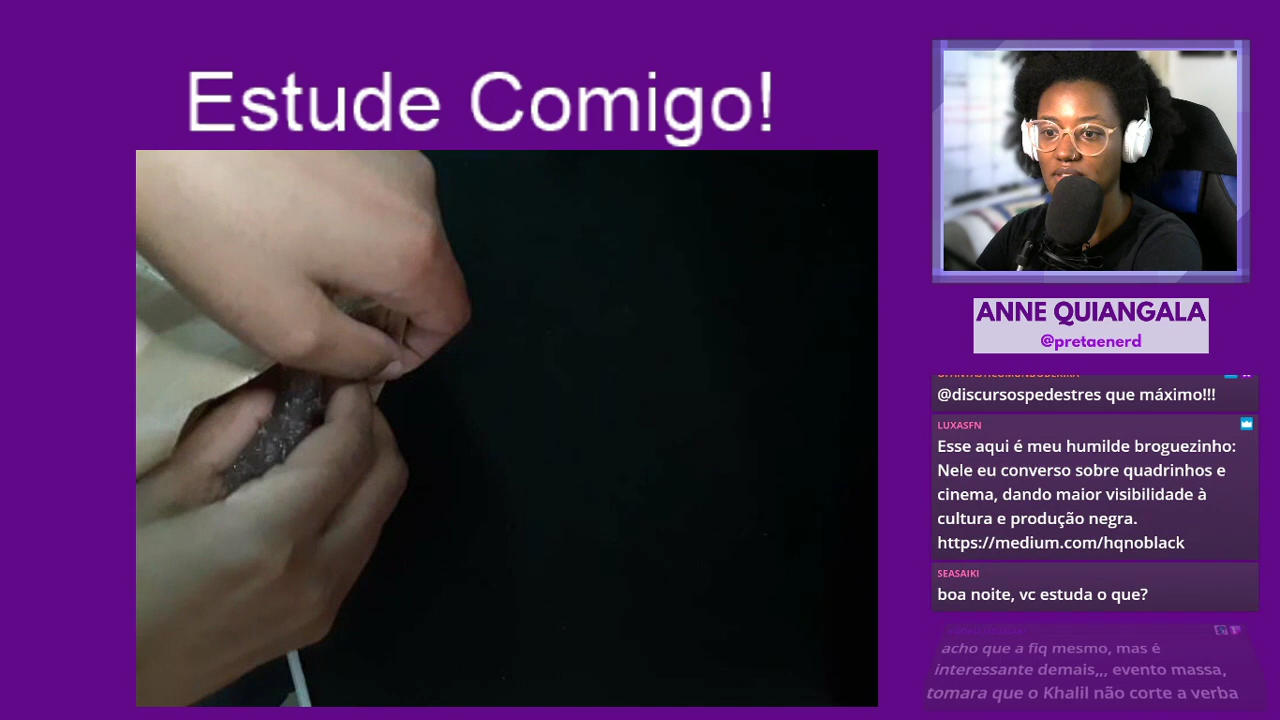 Estude Comigo!
ANNE QUIANGALA
@pretaenerd
@discursospedestres que máximo!!!
LUXASFN
Esse aqui é meu humilde broguezinho:
Nele eu converso sobre quadrinhos e
cinema, dando maior visibilidade à
cultura e produção negra.
https://medium.com/hqnoblack
SEASAIKI
boa noite, vc estuda o que?
acho que a fiq mesmo, mas é
interessante demais,,, evento massa,
tomara que o Khalil não corte a verba